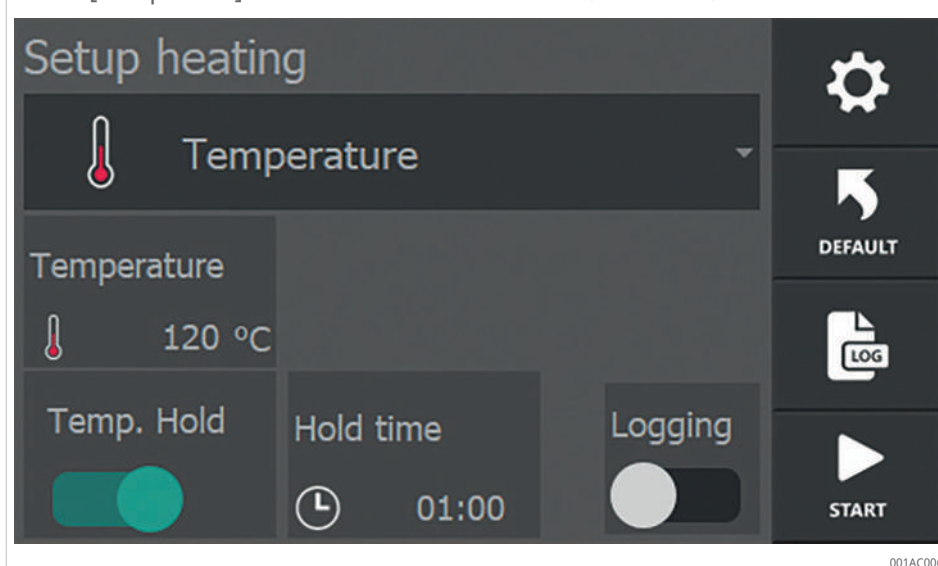 Setup heating
Temperature
DEFAULT
Temperature
120 °C
LOG
Temp. Hold
Hold time
01:00
Logging
START